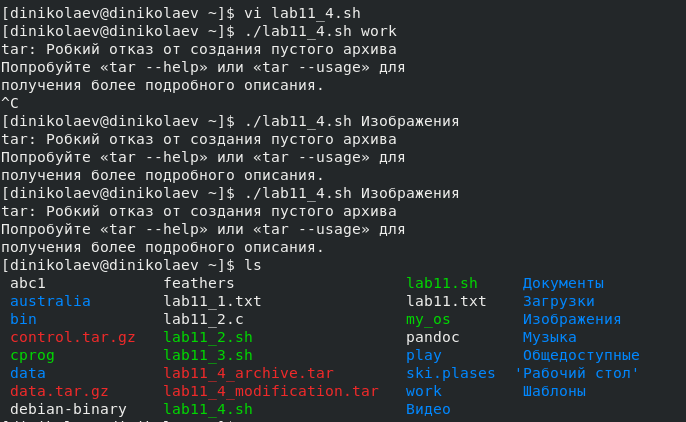 [dinikolaev@dinikolaev ~]$ vi lab11_4.sh
[dinikolaev@dinikolaev ~]$ ./lab11_4.sh work
tar: Робкий отказ от создания пустого архива
Попробуйте «tar --help» или «tar --usage» для
получения более подробного описания.
^C
[dinikolaev@dinikolaev ~]$ ./lab11_4.sh Изображения
tar: Робкий отказ от создания пустого архива
Попробуйте «tar --help» или «tar --usage» для
получения более подробного описания.
[dinikolaev@dinikolaev ~]$ ./lab11_4.sh Изображения
tar: Робкий отказ от создания пустого архива
Попробуйте «tar --help» или «tar --usage» для
получения более подробного описания.
[dinikolaev@dinikolaev ~]$ ls
abc1 feathers lab11.sh Документы
australia lab11_1.txt lab11.txt Загрузки
bin lab11_2.c my_os Изображения
control.tar.gz lab11_2.sh pandoc Музыка
cprog lab11_3.sh play Общедоступные
data lab11_4_archive.tar ski.plases 'Рабочий стол'
data.tar.gz lab11_4_modification.tar work Шаблоны
debian-binary lab11_4.sh Видео